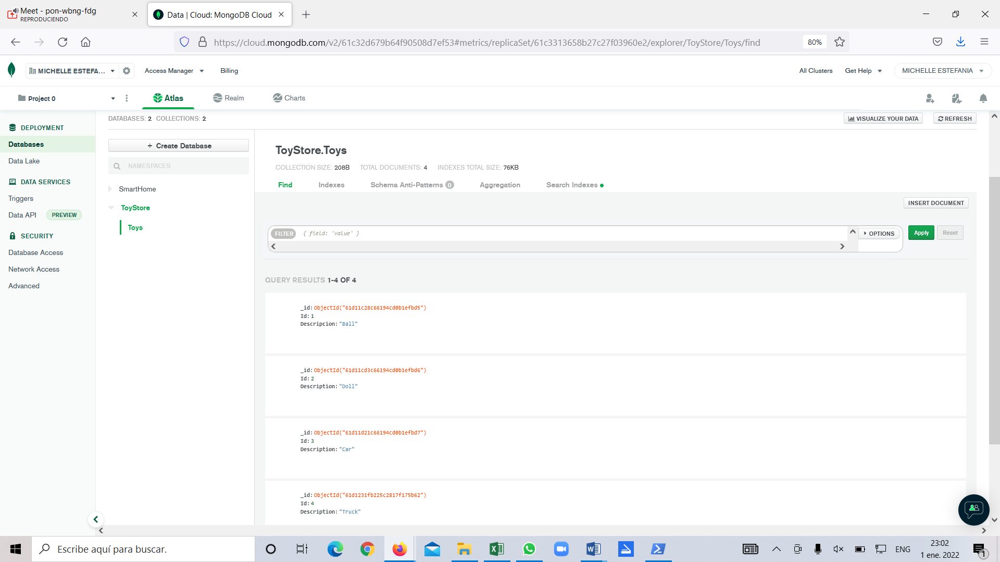 Meet - pon-wbng-fdg
REPRODUCIENDO
Data | Cloud: MongoDB Cloud
https://cloud.mongodb.com/v2/61c32d679b64f90508d7ef53#metrics/replicaSet/61c3313658b27c27f03960e2/explorer/ToyStore/Toys/find
80%
MICHELLE ESTEFA...
Access Manager
Billing
All Clusters
Get Help
MICHELLE ESTEFANIA
Project 0
Atlas
Realm
Charts
DEPLOYMENT
Databases
Data Lake
DATA SERVICES
Triggers
Data API PREVIEW
SECURITY
Database Access
Network Access
Advanced
DATABASES: 2 COLLECTIONS: 2
VISUALIZE YOUR DATA
REFRESH
+ Create Database
NAMESPACES
SmartHome
ToyStore
Toys
ToyStore.Toys
COLLECTION SIZE: 208B TOTAL DOCUMENTS: 4 INDEXES TOTAL SIZE: 76KB
Find
Indexes
Schema Anti-Patterns 0
Aggregation
Search Indexes
INSERT DOCUMENT
FILTER { field: 'value' }
OPTIONS
Apply
Reset
QUERY RESULTS 1-4 OF 4
_id: ObjectId("61d11c28c66194cd0b1efbd5")
Id: 1
Descripcion: "Ball"
_id: ObjectId("61d11cd3c66194cd0b1efbd6")
Id: 2
Description: "Doll"
_id: ObjectId("61d11d21c66194cd0b1efbd7")
Id: 3
Description: "Car"
_id: ObjectId("61d1231fb225c2817f175b62")
Id: 4
Description: "Truck"
Escribe aquí para buscar.
ENG
23:02
1 ene. 2022
1